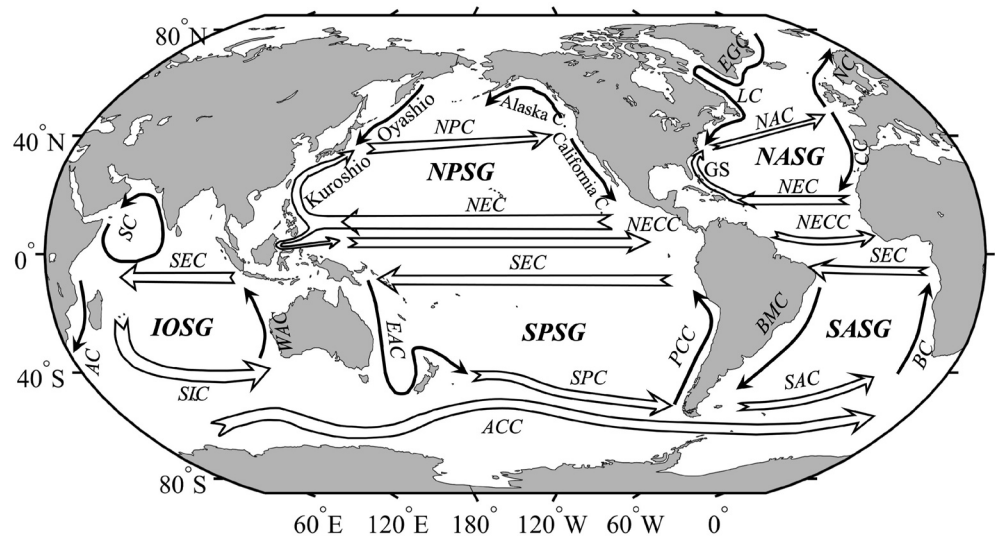 80° N
EGC
NC
LC
Alaska C
Oyashio
NAC
40° N
NPC
California C
CC
NASG
GS
NPSG
Kuroshio
NEC
NEC
SC
NECC
NECC
0°
SEC
SEC
SEC
IOSG
WAC
EAC
SPSG
BMC
SASG
PCC
BC
AC
40° S
SIC
SPC
SAC
ACC
80° S
60° E
120° E
180°
120° W
60° W
0°